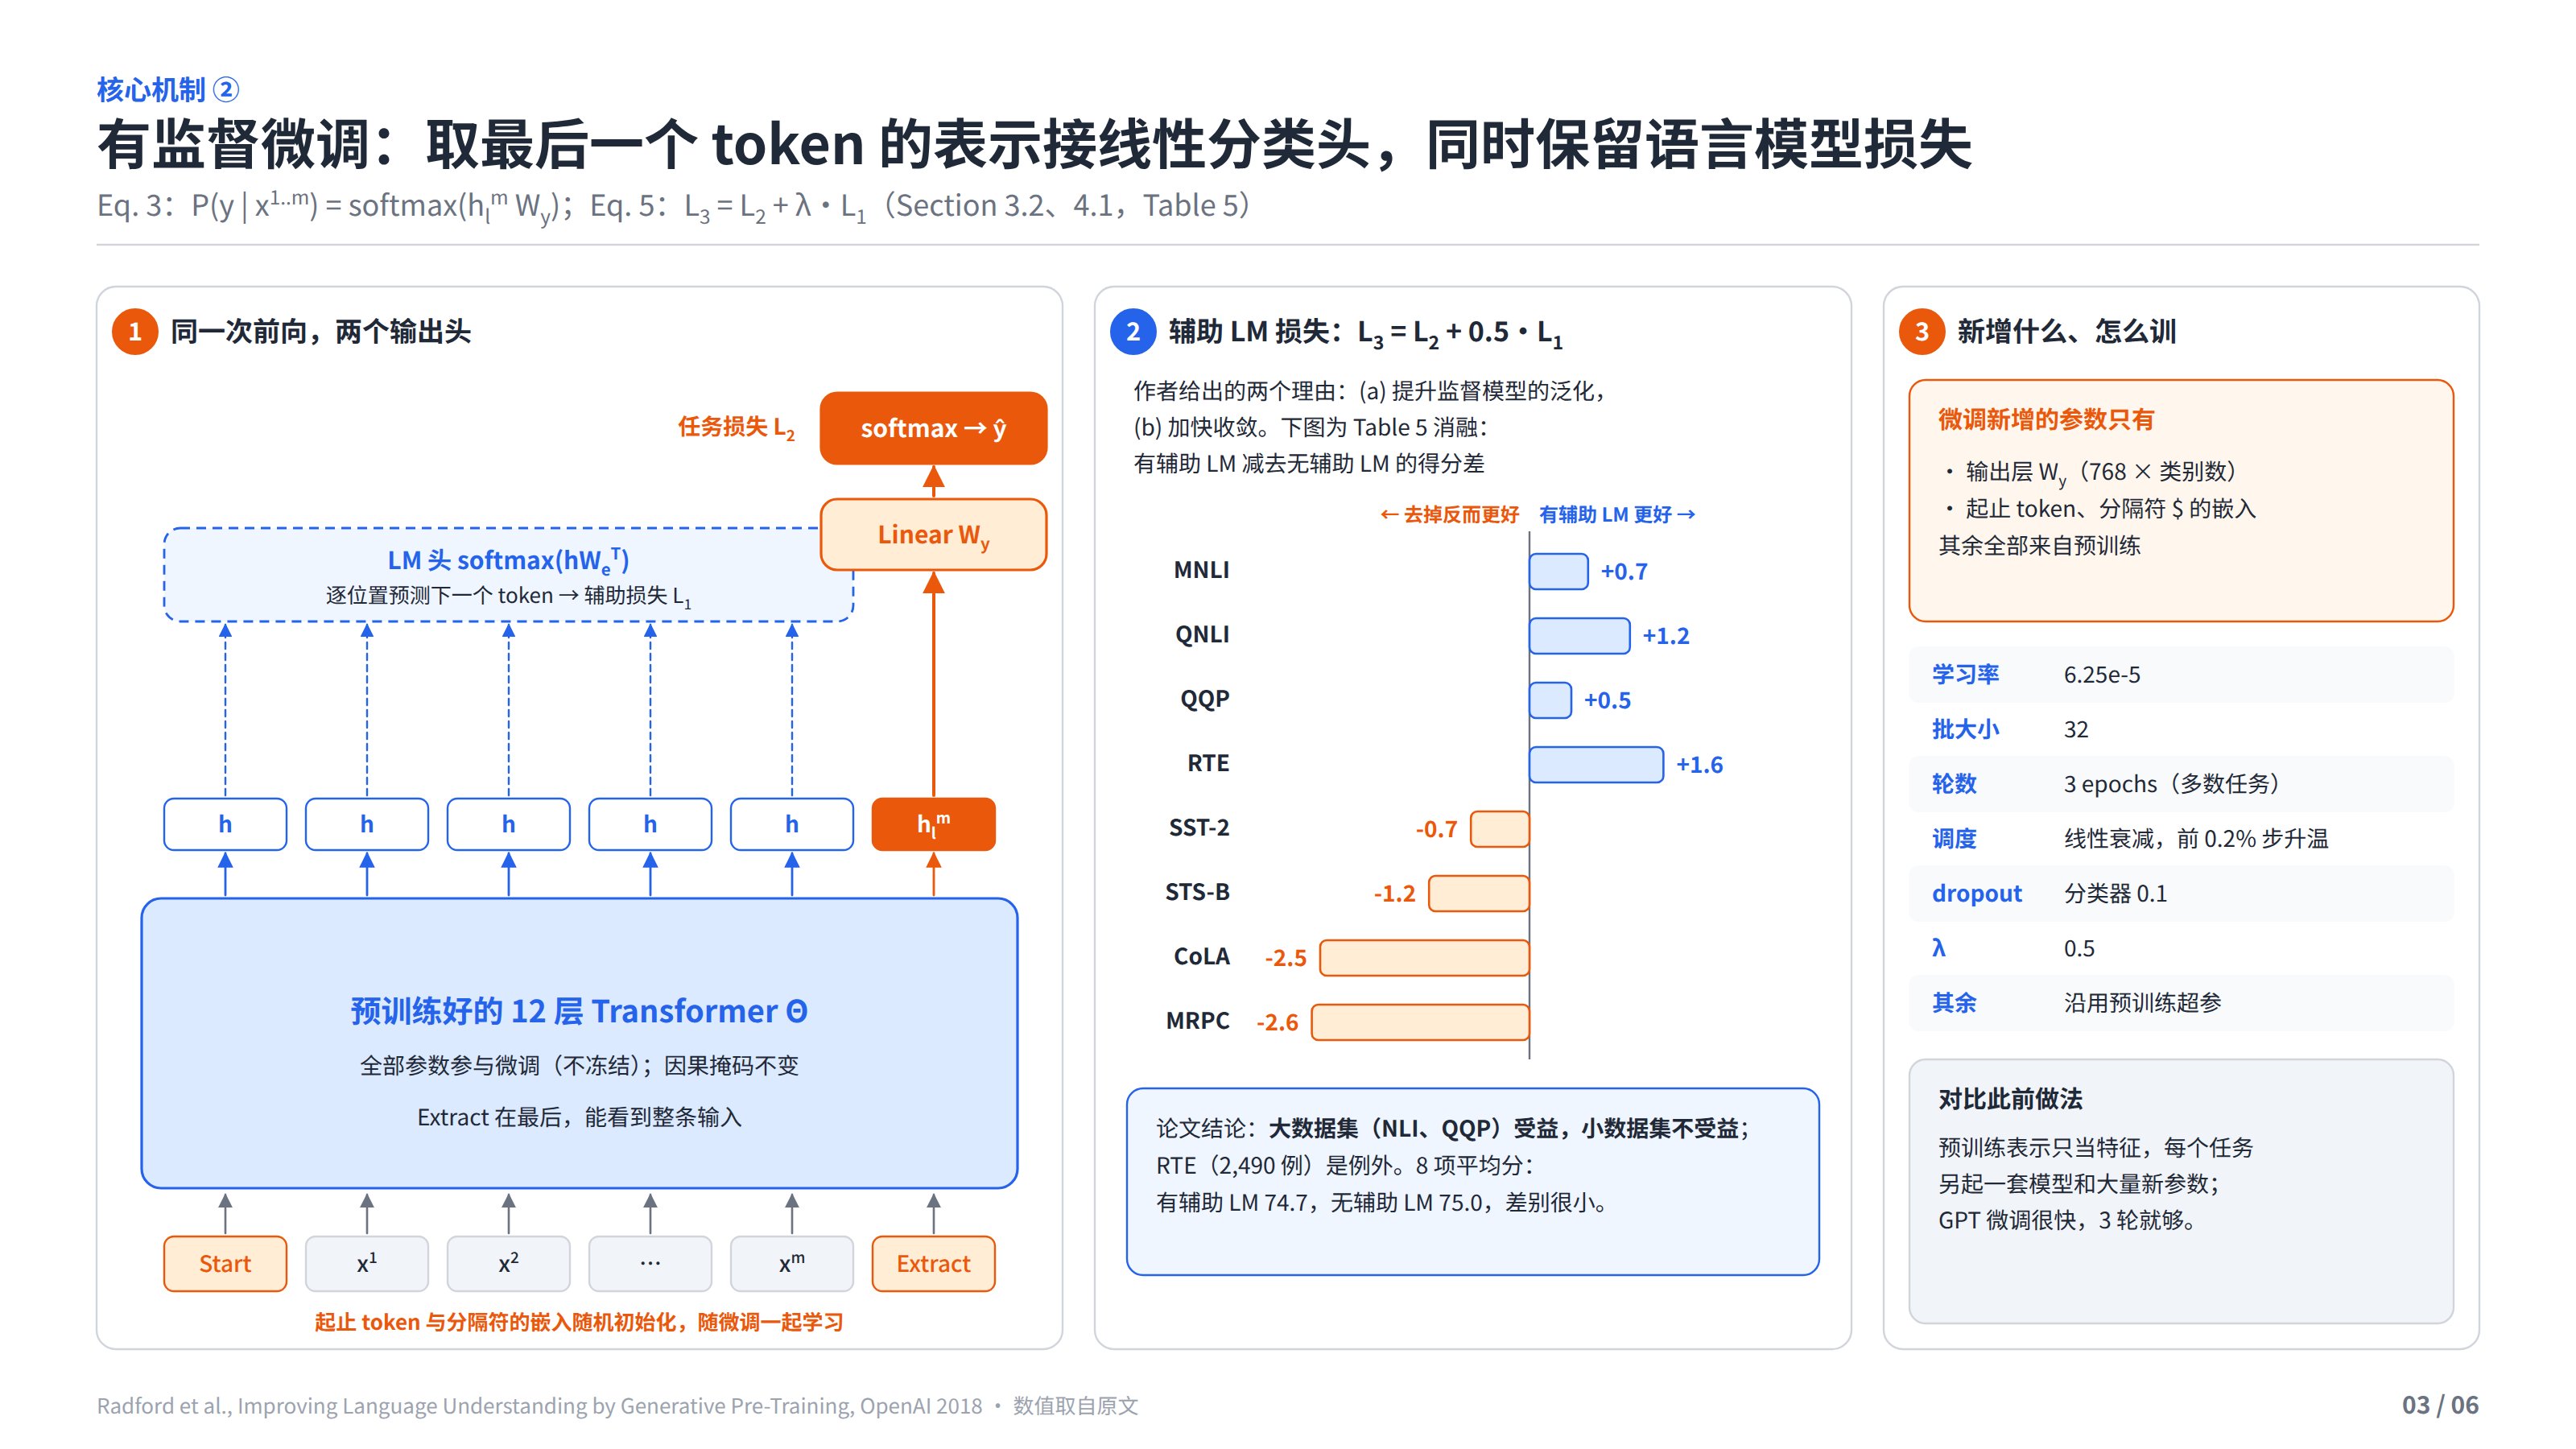 核心机制 ②
有监督微调：取最后一个 token 的表示接线性分类头，同时保留语言模型损失
Eq. 3：P(y | x^1..m) = softmax(h_l^m W_y)；Eq. 5：L_3 = L_2 + λ · L_1（Section 3.2、4.1，Table 5）
1 同一次前向，两个输出头
任务损失 L_2
softmax → ŷ
Linear W_y
LM 头 softmax(hW_e^T)
逐位置预测下一个 token → 辅助损失 L_1
h h h h h h_l^m
预训练好的 12 层 Transformer Θ
全部参数参与微调（不冻结）；因果掩码不变
Extract 在最后，能看到整条输入
Start x^1 x^2 ··· x^m Extract
起止 token 与分隔符的嵌入随机初始化，随微调一起学习
2 辅助 LM 损失：L_3 = L_2 + 0.5 · L_1
作者给出的两个理由：(a) 提升监督模型的泛化，
(b) 加快收敛。下图为 Table 5 消融：
有辅助 LM 减去无辅助 LM 的得分差
← 去掉反而更好 有辅助 LM 更好 →
MNLI +0.7
QNLI +1.2
QQP +0.5
RTE +1.6
SST-2 -0.7
STS-B -1.2
CoLA -2.5
MRPC -2.6
论文结论：大数据集（NLI、QQP）受益，小数据集不受益；
RTE（2,490 例）是例外。8 项平均分：
有辅助 LM 74.7，无辅助 LM 75.0，差别很小。
3 新增什么、怎么训
微调新增的参数只有
· 输出层 W_y（768 × 类别数）
· 起止 token、分隔符 $ 的嵌入
其余全部来自预训练
学习率 6.25e-5
批大小 32
轮数 3 epochs（多数任务）
调度 线性衰减，前 0.2% 步升温
dropout 分类器 0.1
λ 0.5
其余 沿用预训练超参
对比此前做法
预训练表示只当特征，每个任务
另起一套模型和大量新参数；
GPT 微调很快，3 轮就够。
Radford et al., Improving Language Understanding by Generative Pre-Training, OpenAI 2018 · 数值取自原文
03 / 06